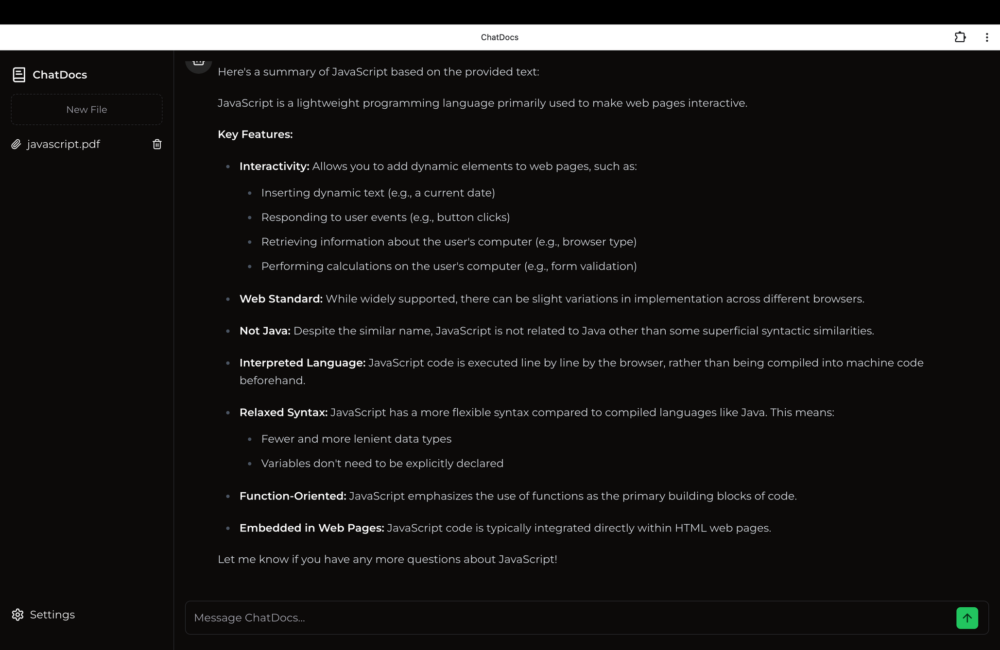 ChatDocs
ChatDocs
New File
javascript.pdf
Settings
Here's a summary of JavaScript based on the provided text:
JavaScript is a lightweight programming language primarily used to make web pages interactive.
Key Features:
Interactivity: Allows you to add dynamic elements to web pages, such as:
Inserting dynamic text (e.g., a current date)
Responding to user events (e.g., button clicks)
Retrieving information about the user's computer (e.g., browser type)
Performing calculations on the user's computer (e.g., form validation)
Web Standard: While widely supported, there can be slight variations in implementation across different browsers.
Not Java: Despite the similar name, JavaScript is not related to Java other than some superficial syntactic similarities.
Interpreted Language: JavaScript code is executed line by line by the browser, rather than being compiled into machine code
beforehand.
Relaxed Syntax: JavaScript has a more flexible syntax compared to compiled languages like Java. This means:
Fewer and more lenient data types
Variables don't need to be explicitly declared
Function-Oriented: JavaScript emphasizes the use of functions as the primary building blocks of code.
Embedded in Web Pages: JavaScript code is typically integrated directly within HTML web pages.
Let me know if you have any more questions about JavaScript!
Message ChatDocs...